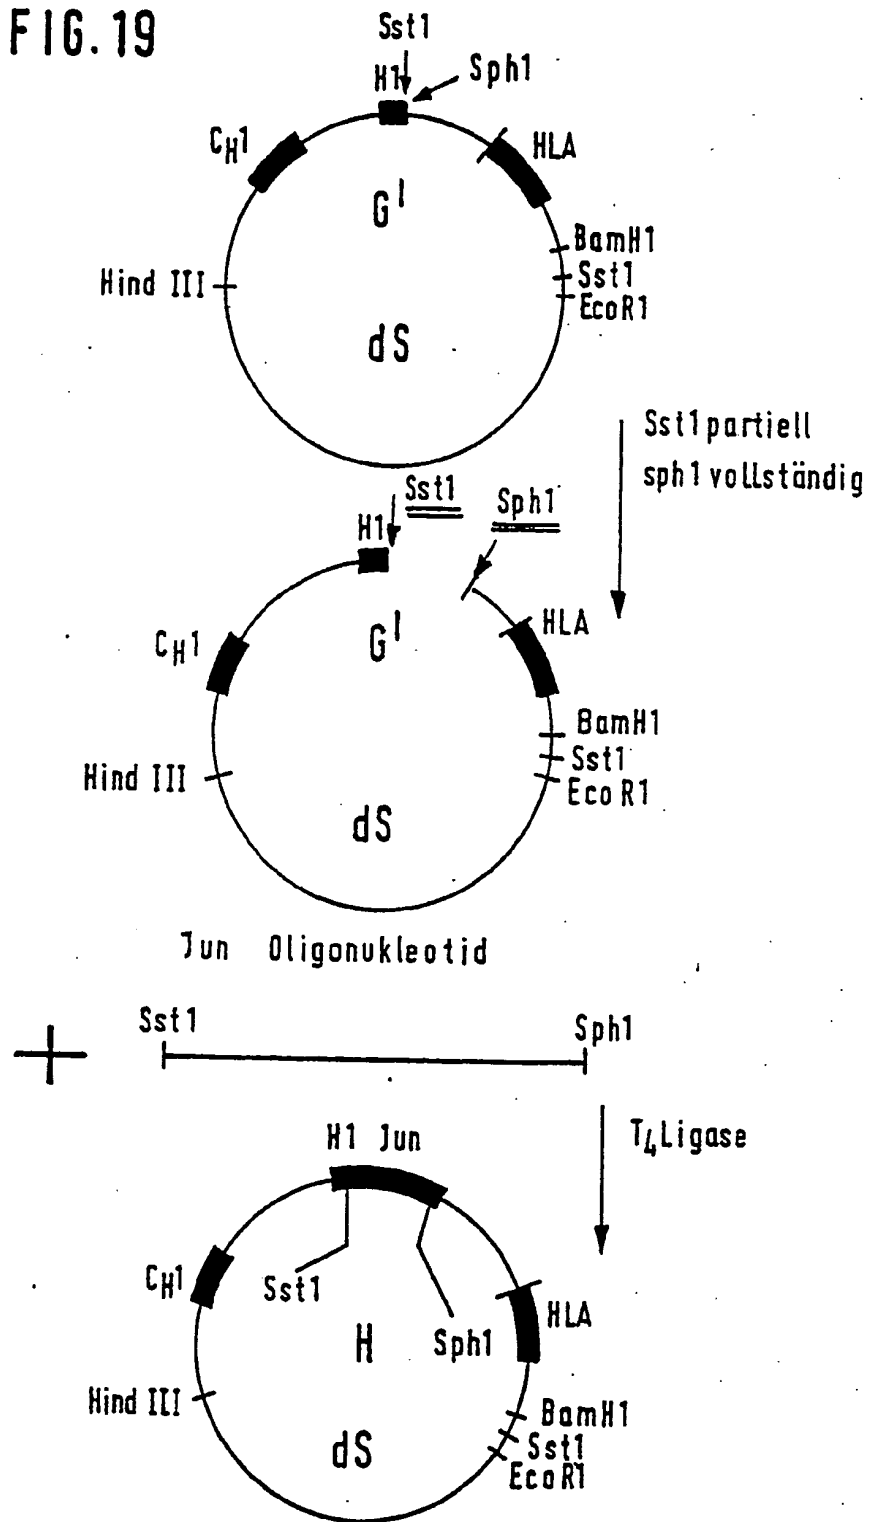 FIG. 19
Sst1
H1
Sph1
CH1
HLA
G'
BamH1
Sst1
EcoR1
Hind III
dS
Sst1 partiell
sph1 vollständig
Sst1
Sph1
H1
HLA
CH1
G'
BamH1
Sst1
EcoR1
Hind III
dS
Jun Oligonukleotid
+
Sst1
Sph1
H1 Jun
T4Ligase
CH1
Sst1
HLA
Sph1
H
Hind III
BamH1
Sst1
EcoR1
dS